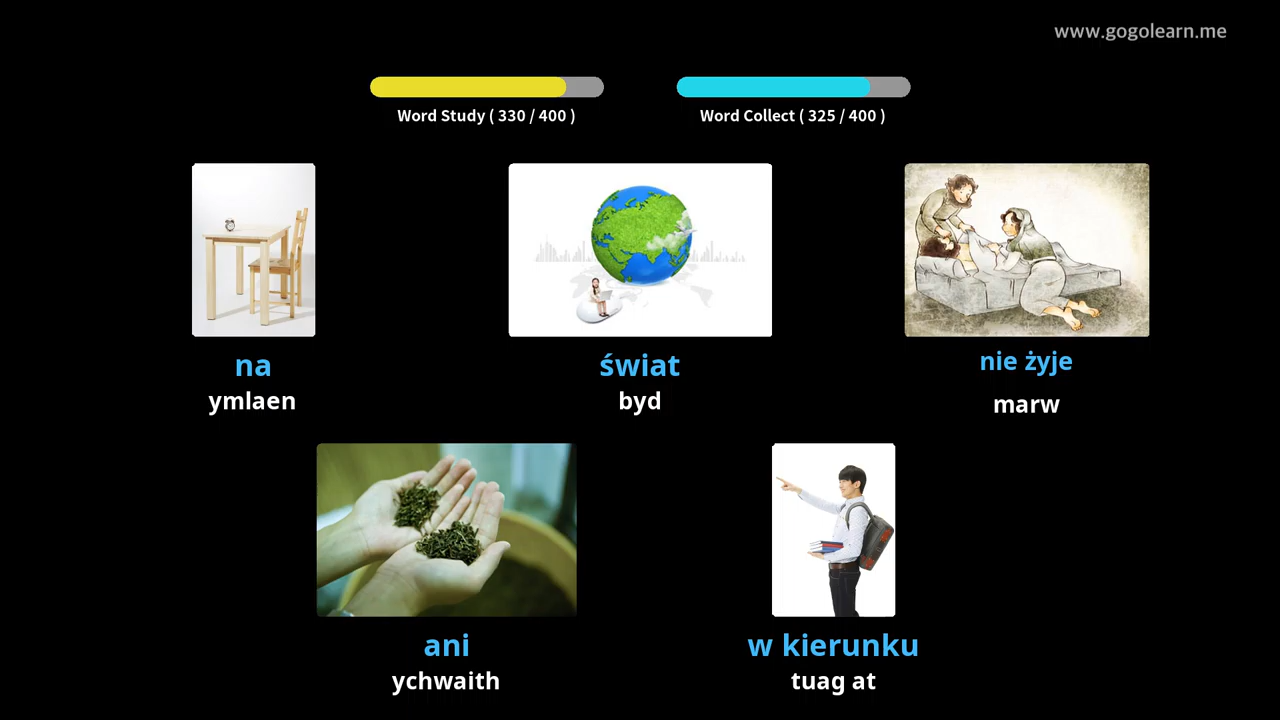 www.gogolearn.me
Word Study ( 330 / 400 )
Word Collect ( 325 / 400 )
na
ymlaen
świat
byd
nie żyje
marw
ani
ychwaith
w kierunku
tuag at